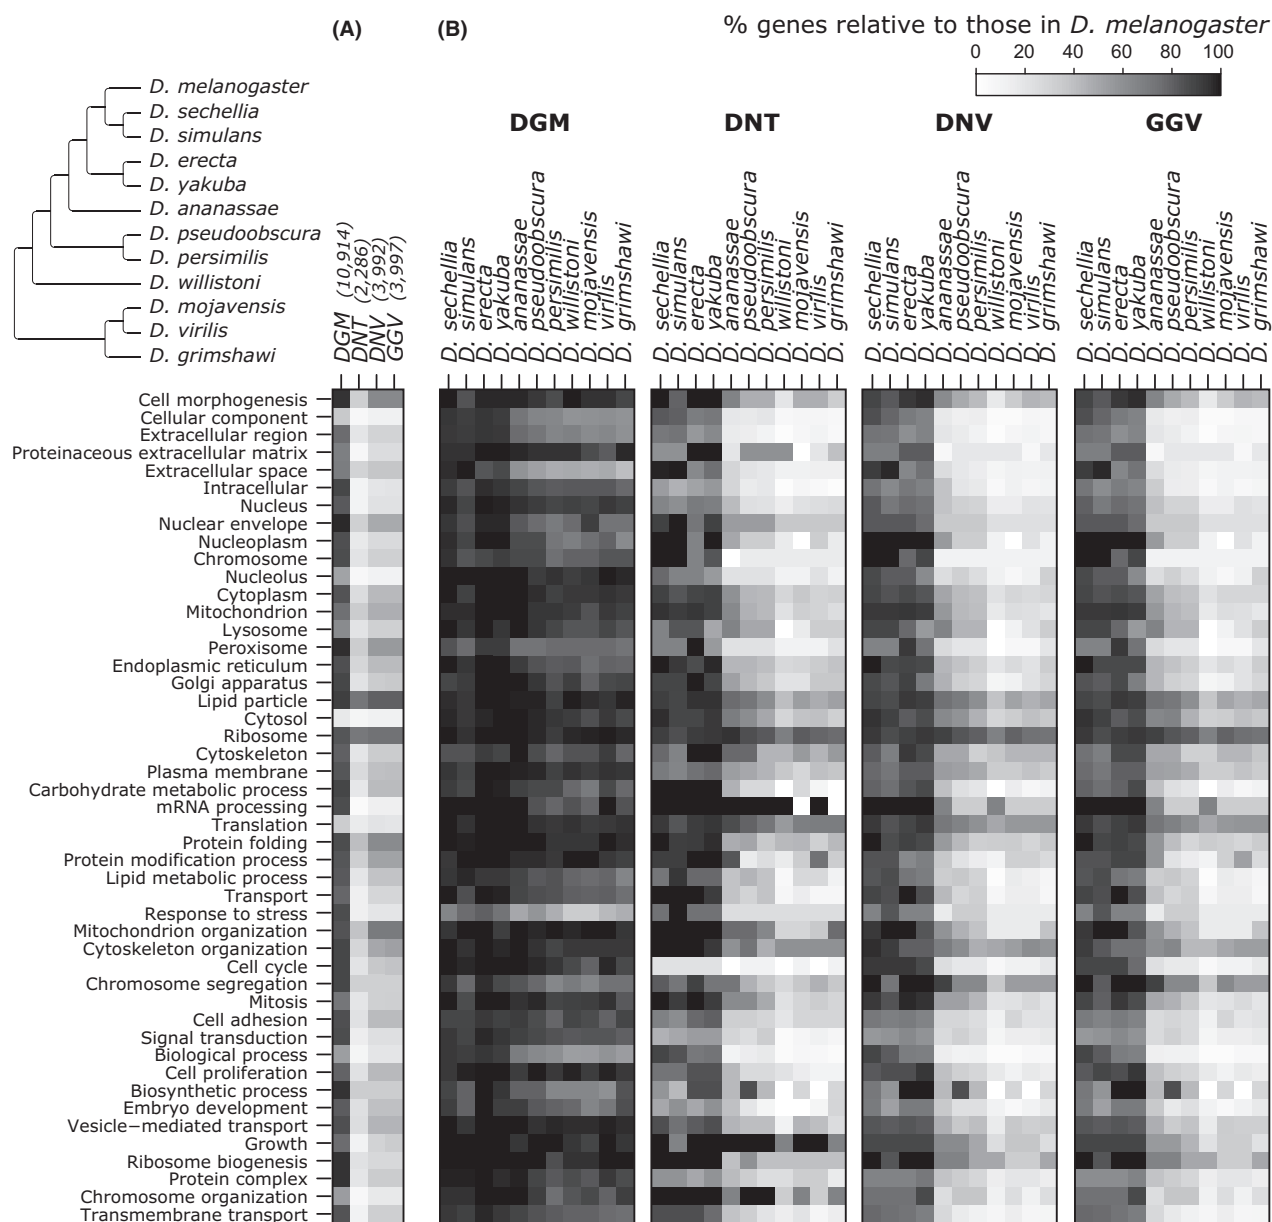 (A)
(B)
% genes relative to those in D. melanogaster
0 20 40 60 80 100
D. melanogaster
D. sechellia
D. simulans
D. erecta
D. yakuba
D. ananassae
D. pseudoobscura
D. persimilis
D. willistoni
D. mojavensis
D. virilis
D. grimshawi
DGM (10,914)
DNT (2,286)
DNV (3,992)
GGV (3,997)
DGM
D. sechellia
D. simulans
D. erecta
D. yakuba
D. ananassae
D. pseudoobscura
D. persimilis
D. willistoni
D. mojavensis
D. virilis
D. grimshawi
DNT
D. sechellia
D. simulans
D. erecta
D. yakuba
D. ananassae
D. pseudoobscura
D. persimilis
D. willistoni
D. mojavensis
D. virilis
D. grimshawi
DNV
D. sechellia
D. simulans
D. erecta
D. yakuba
D. ananassae
D. pseudoobscura
D. persimilis
D. willistoni
D. mojavensis
D. virilis
D. grimshawi
GGV
D. sechellia
D. simulans
D. erecta
D. yakuba
D. ananassae
D. pseudoobscura
D. persimilis
D. willistoni
D. mojavensis
D. virilis
D. grimshawi
Cell morphogenesis
Cellular component
Extracellular region
Proteinaceous extracellular matrix
Extracellular space
Intracellular
Nucleus
Nuclear envelope
Nucleoplasm
Chromosome
Nucleolus
Cytoplasm
Mitochondrion
Lysosome
Peroxisome
Endoplasmic reticulum
Golgi apparatus
Lipid particle
Cytosol
Ribosome
Cytoskeleton
Plasma membrane
Carbohydrate metabolic process
mRNA processing
Translation
Protein folding
Protein modification process
Lipid metabolic process
Transport
Response to stress
Mitochondrion organization
Cytoskeleton organization
Cell cycle
Chromosome segregation
Mitosis
Cell adhesion
Signal transduction
Biological process
Cell proliferation
Biosynthetic process
Embryo development
Vesicle−mediated transport
Growth
Ribosome biogenesis
Protein complex
Chromosome organization
Transmembrane transport